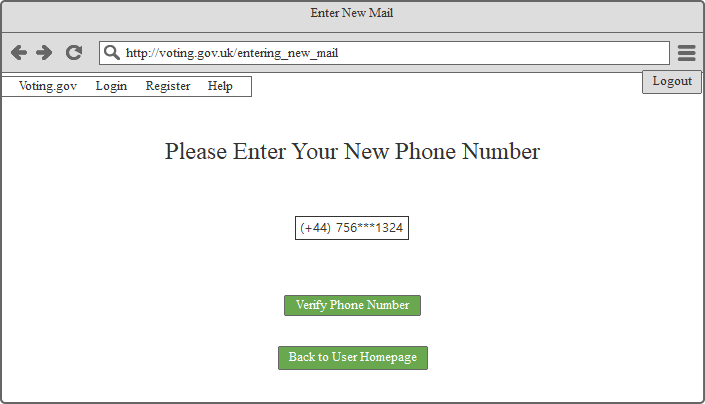 Enter New Mail
http://voting.gov.uk/entering_new_mail
Voting.gov Login Register Help
Logout
Please Enter Your New Phone Number
(+44) 756***1324
Verify Phone Number
Back to User Homepage